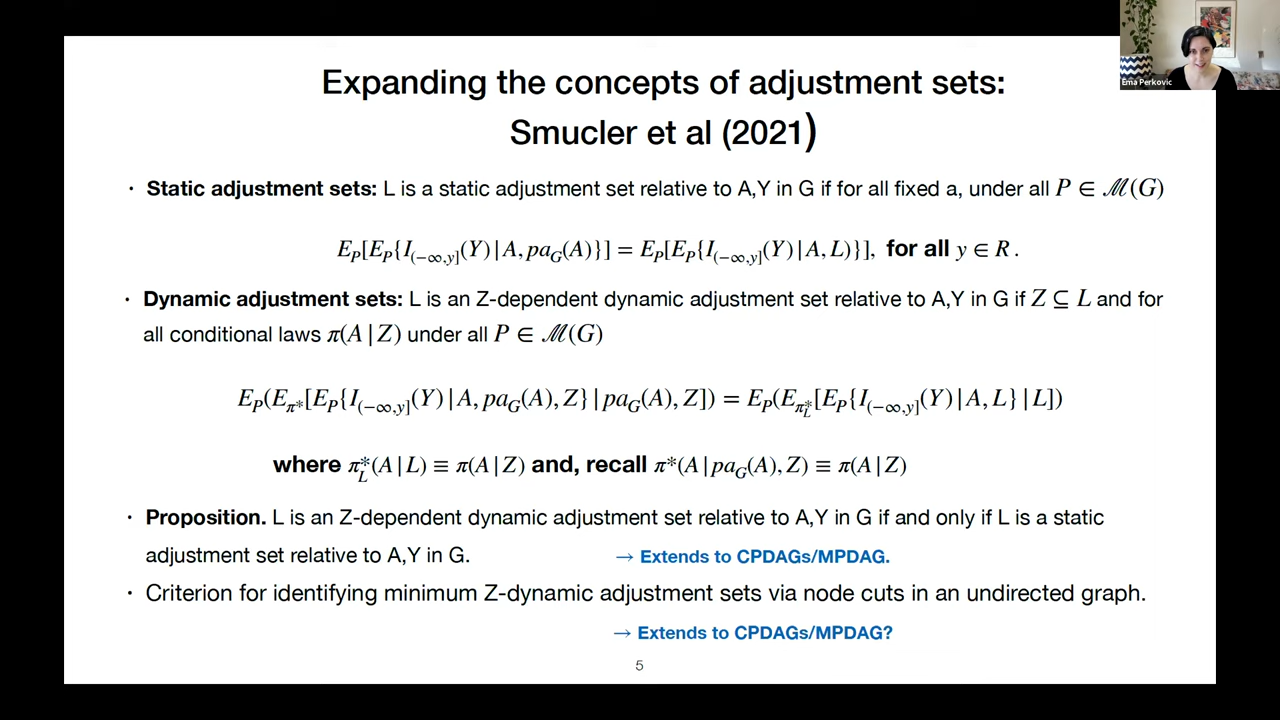 Expanding the concepts of adjustment sets:
Smucler et al (2021)
Ema Perkovic
· Static adjustment sets: L is a static adjustment set relative to A,Y in G if for all fixed a, under all P ∈ ℳ(G)
E_P[E_P{I_(−∞,y](Y) | A, pa_G(A)}] = E_P[E_P{I_(−∞,y](Y) | A, L)}], for all y ∈ R .
· Dynamic adjustment sets: L is an Z-dependent dynamic adjustment set relative to A,Y in G if Z ⊆ L and for
all conditional laws π(A | Z) under all P ∈ ℳ(G)
E_P(E_π*[E_P{I_(−∞,y](Y) | A, pa_G(A), Z} | pa_G(A), Z]) = E_P(E_π*_L[E_P{I_(−∞,y](Y) | A, L} | L])
where π*_L(A | L) ≡ π(A | Z) and, recall π*(A | pa_G(A), Z) ≡ π(A | Z)
· Proposition. L is an Z-dependent dynamic adjustment set relative to A,Y in G if and only if L is a static
adjustment set relative to A,Y in G. → Extends to CPDAGs/MPDAG.
· Criterion for identifying minimum Z-dynamic adjustment sets via node cuts in an undirected graph.
→ Extends to CPDAGs/MPDAG?
5